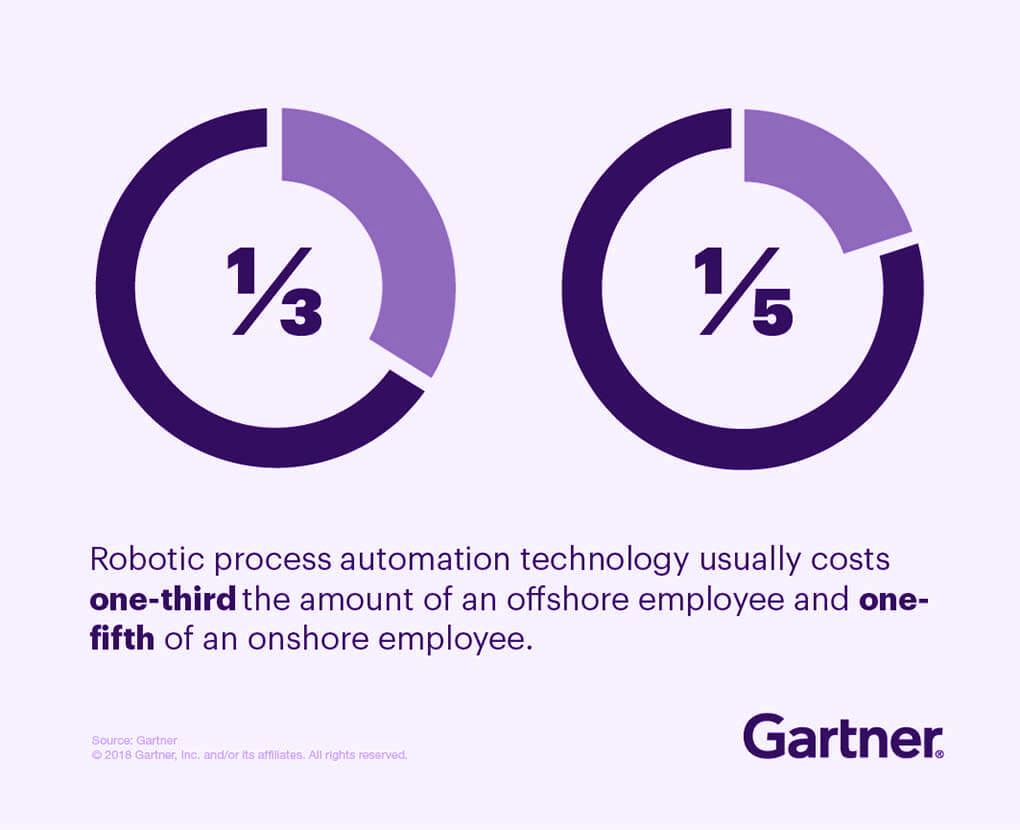 1/3
1/5
Robotic process automation technology usually costs
one-third the amount of an offshore employee and one-
fifth of an onshore employee.
Source: Gartner
© 2018 Gartner, Inc. and/or its affiliates. All rights reserved.
Gartner®